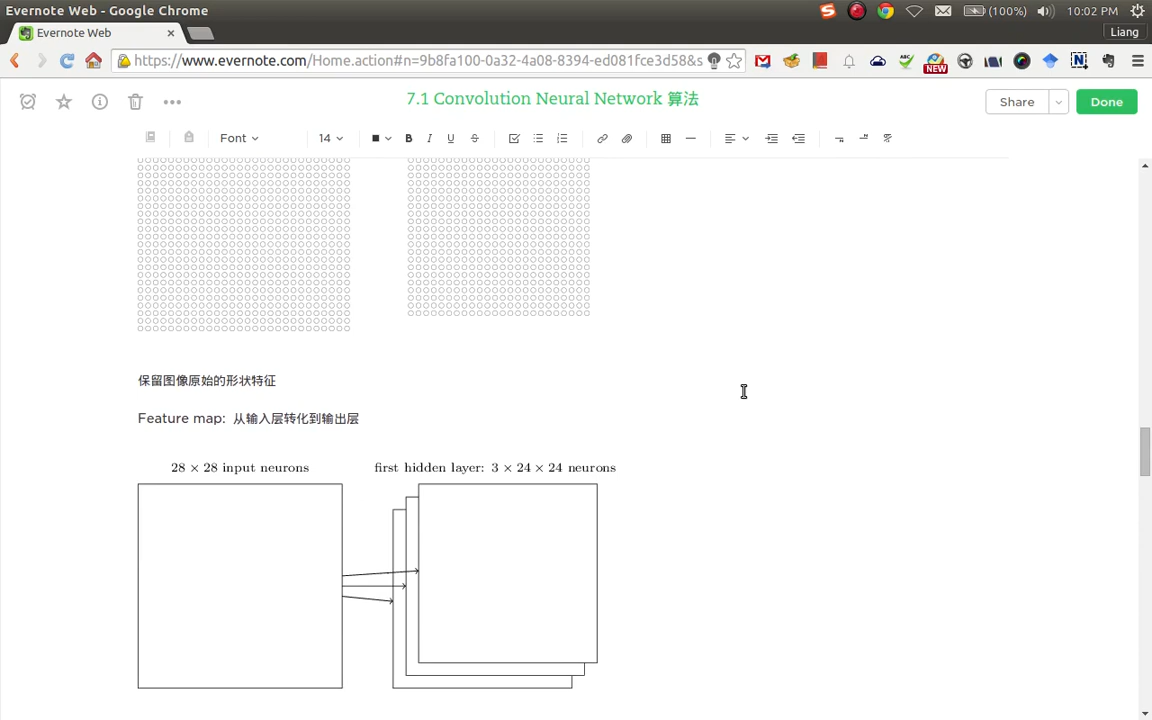 Evernote Web - Google Chrome
(100%)
10:02 PM
Evernote Web
Liang
https://www.evernote.com/Home.action#n=9b8fa100-0a32-4a08-8394-ed081fce3d58&s
NEW
7.1 Convolution Neural Network 算法
Share
Done
Font
14
B
I
U
保留图像原始的形状特征
Feature map: 从输入层转化到输出层
28 × 28 input neurons
first hidden layer: 3 × 24 × 24 neurons